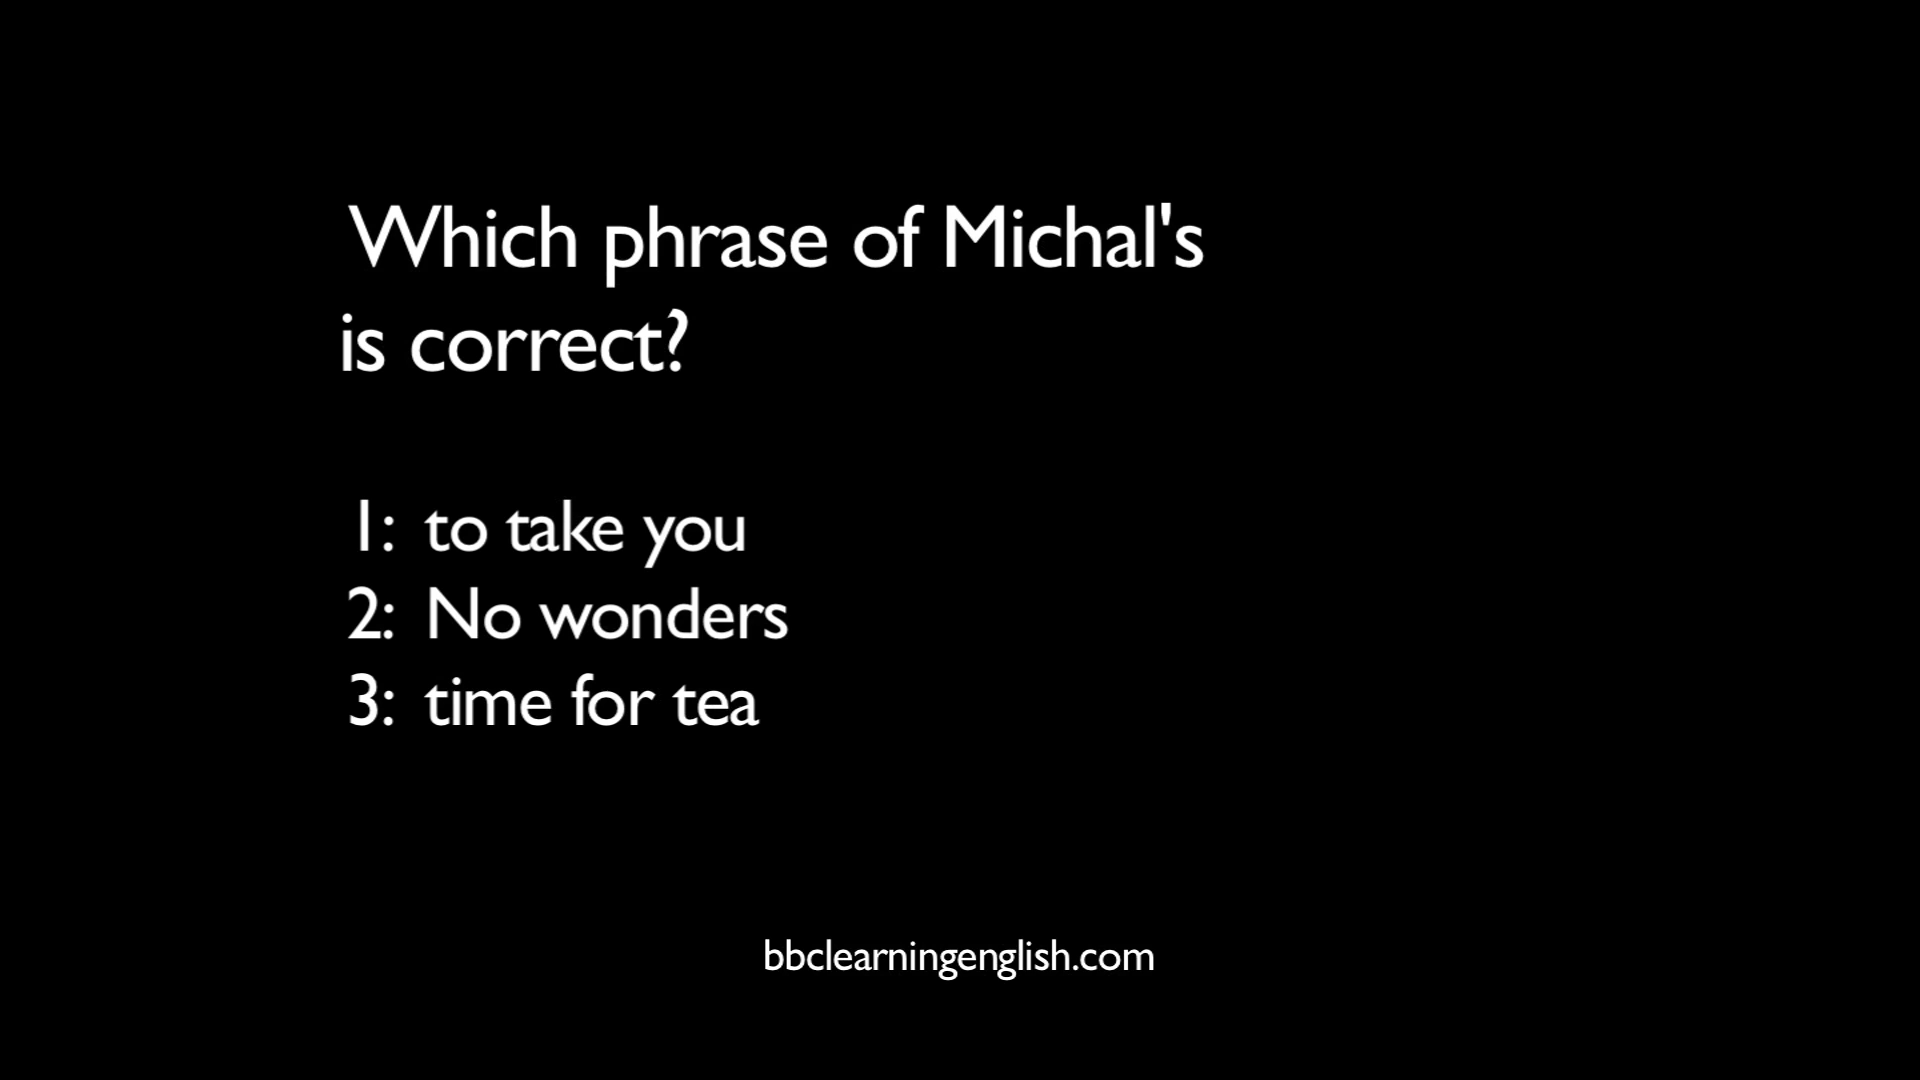 Which phrase of Michal's
is correct?
1: to take you
2: No wonders
3: time for tea
bbclearningenglish.com